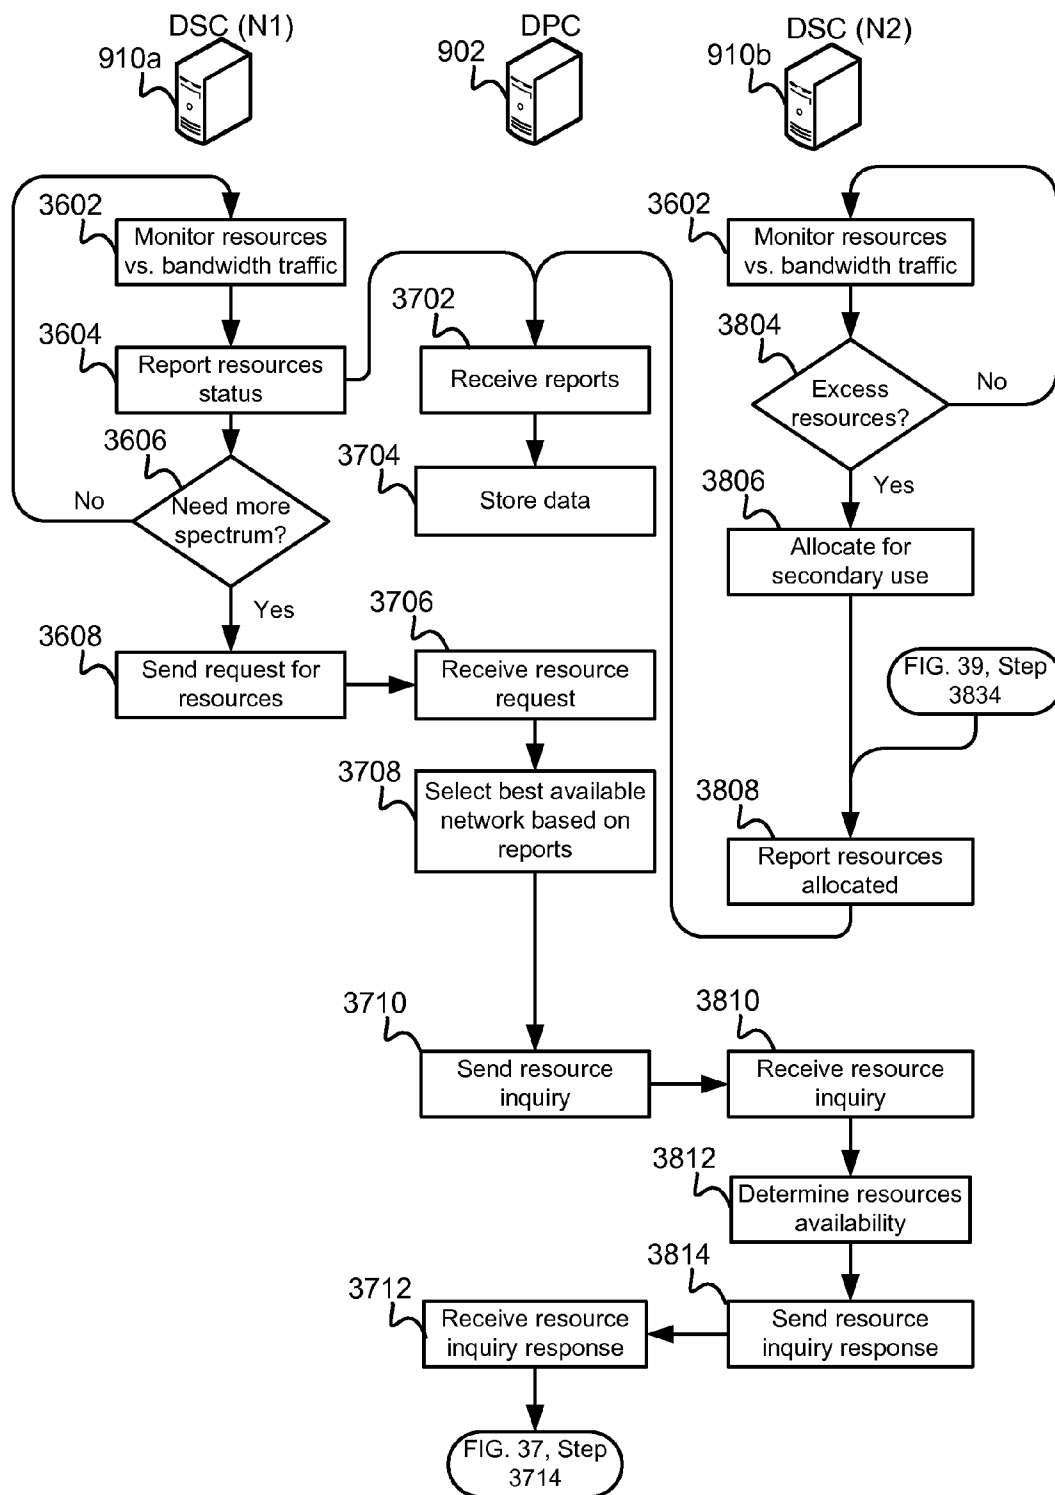 DSC (N1)
DPC
DSC (N2)
910a
902
910b
3602
Monitor resources
vs. bandwidth traffic
3602
Monitor resources
vs. bandwidth traffic
3604
Report resources
status
3702
Receive reports
3804
Excess
resources?
No
Yes
3606
Need more
spectrum?
No
Yes
3704
Store data
3806
Allocate for
secondary use
3608
Send request for
resources
3706
Receive resource
request
FIG. 39, Step
3834
3708
Select best available
network based on
reports
3808
Report resources
allocated
3710
Send resource
inquiry
3810
Receive resource
inquiry
3812
Determine resources
availability
3814
Send resource
inquiry response
3712
Receive resource
inquiry response
FIG. 37, Step
3714